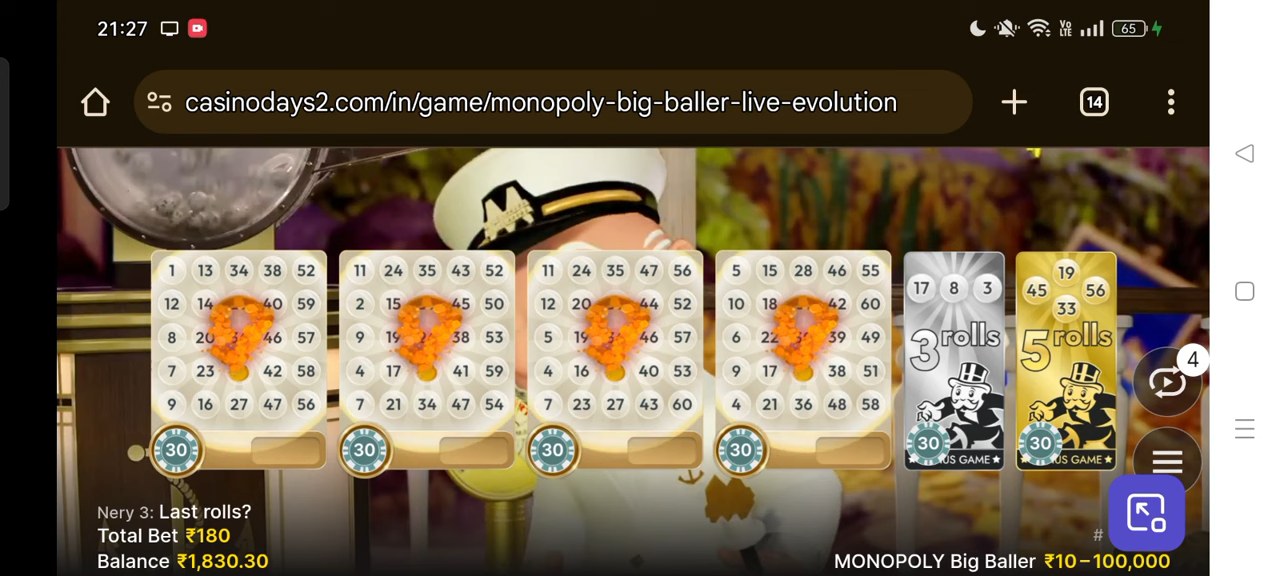 21:27 VoLTE 65
casinodays2.com/in/game/monopoly-big-baller-live-evolution 14
1 13 34 38 52
12 14 40 59
8 46 57
7 23 42 58
9 16 27 47 56
30
11 24 35 43 52
2 15 45 50
9 38 53
4 17 41 59
7 21 34 47 54
30
11 24 35 47 56
12 20 44 52
5 46 57
4 16 40 53
7 23 27 43 60
30
5 15 28 46 55
10 18 42 60
6 39 49
9 17 38 51
4 21 36 48 58
30
17 8 3
3 rolls
30
US GAME
19
45 56
33
5 rolls
30
US GAME
4
Nery 3: Last rolls?
Total Bet ₹180
Balance ₹1,830.30
#
MONOPOLY Big Baller ₹10–100,000